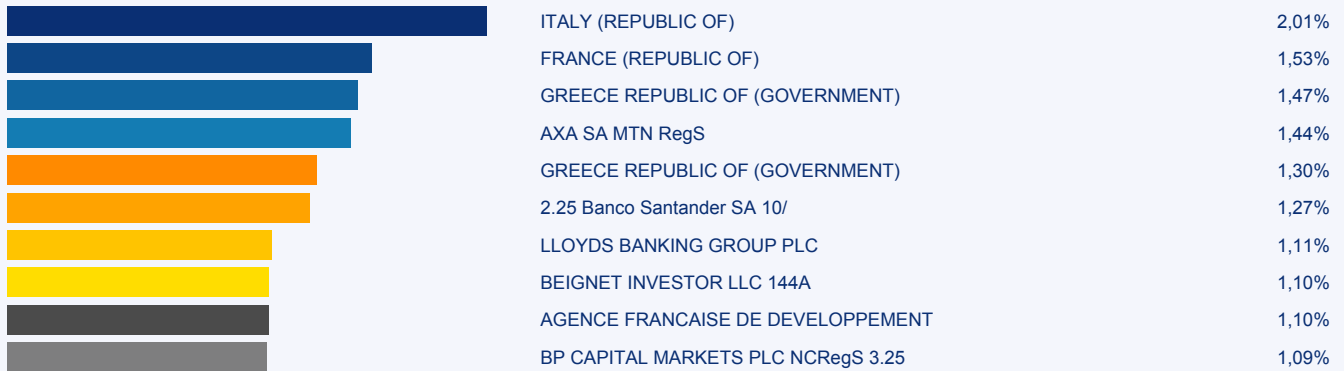 ITALY (REPUBLIC OF) 2,01%
FRANCE (REPUBLIC OF) 1,53%
GREECE REPUBLIC OF (GOVERNMENT) 1,47%
AXA SA MTN RegS 1,44%
GREECE REPUBLIC OF (GOVERNMENT) 1,30%
2.25 Banco Santander SA 10/ 1,27%
LLOYDS BANKING GROUP PLC 1,11%
BEIGNET INVESTOR LLC 144A 1,10%
AGENCE FRANCAISE DE DEVELOPPEMENT 1,10%
BP CAPITAL MARKETS PLC NCRegS 3.25 1,09%